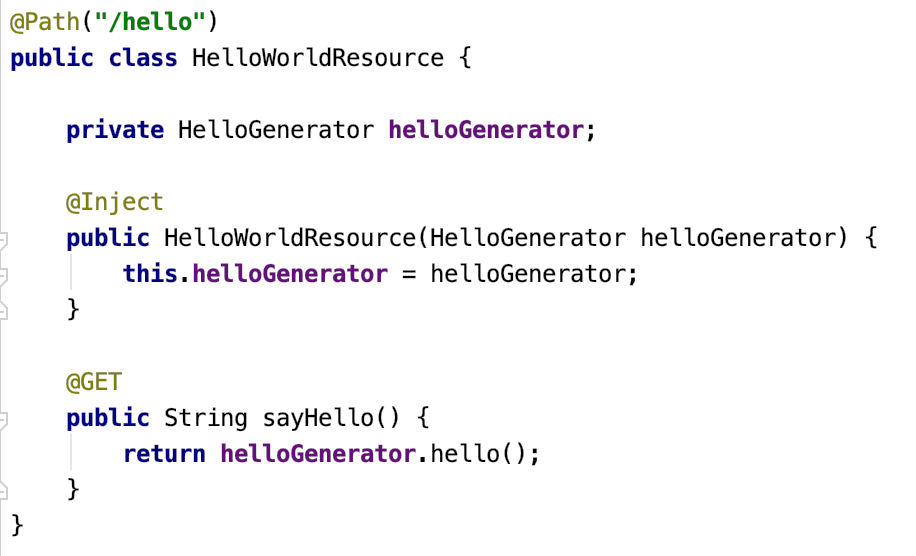 @Path("/hello")
public class HelloWorldResource {
private HelloGenerator helloGenerator;
@Inject
public HelloWorldResource(HelloGenerator helloGenerator) {
this.helloGenerator = helloGenerator;
}
@GET
public String sayHello() {
return helloGenerator.hello();
}
}